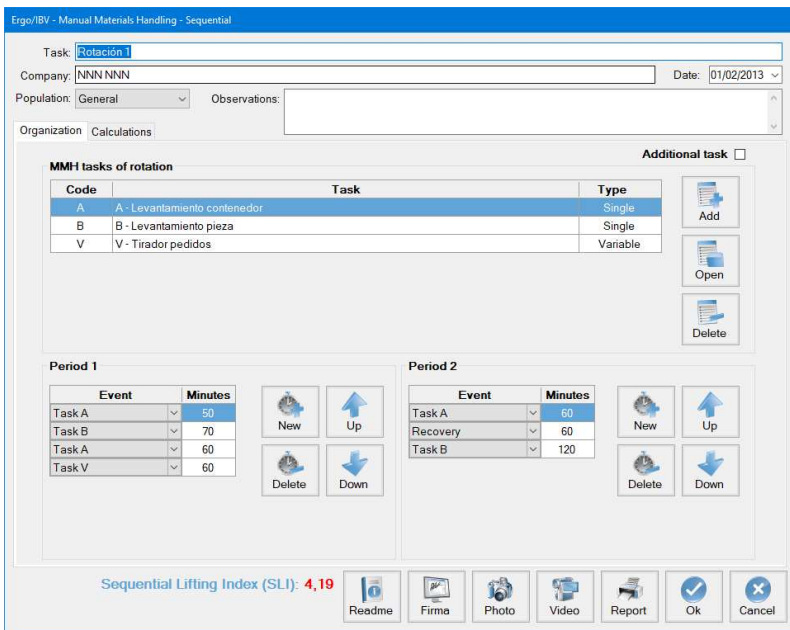 Ergo/IBV - Manual Materials Handling - Sequential
Task: Rotación 1
Company: NNN NNN Date: 01/02/2013
Population: General Observations:
Organization Calculations
Additional task
MMH tasks of rotation
Code Task Type
A A - Levantamiento contenedor Single
B B - Levantamiento pieza Single
V V - Tirador pedidos Variable
Add
Open
Delete
Period 1
Event Minutes
Task A 50
Task B 70
Task A 60
Task V 60
New Up
Delete Down
Period 2
Event Minutes
Task A 60
Recovery 60
Task B 120
New Up
Delete Down
Sequential Lifting Index (SLI): 4,19
Readme Firma Photo Video Report Ok Cancel